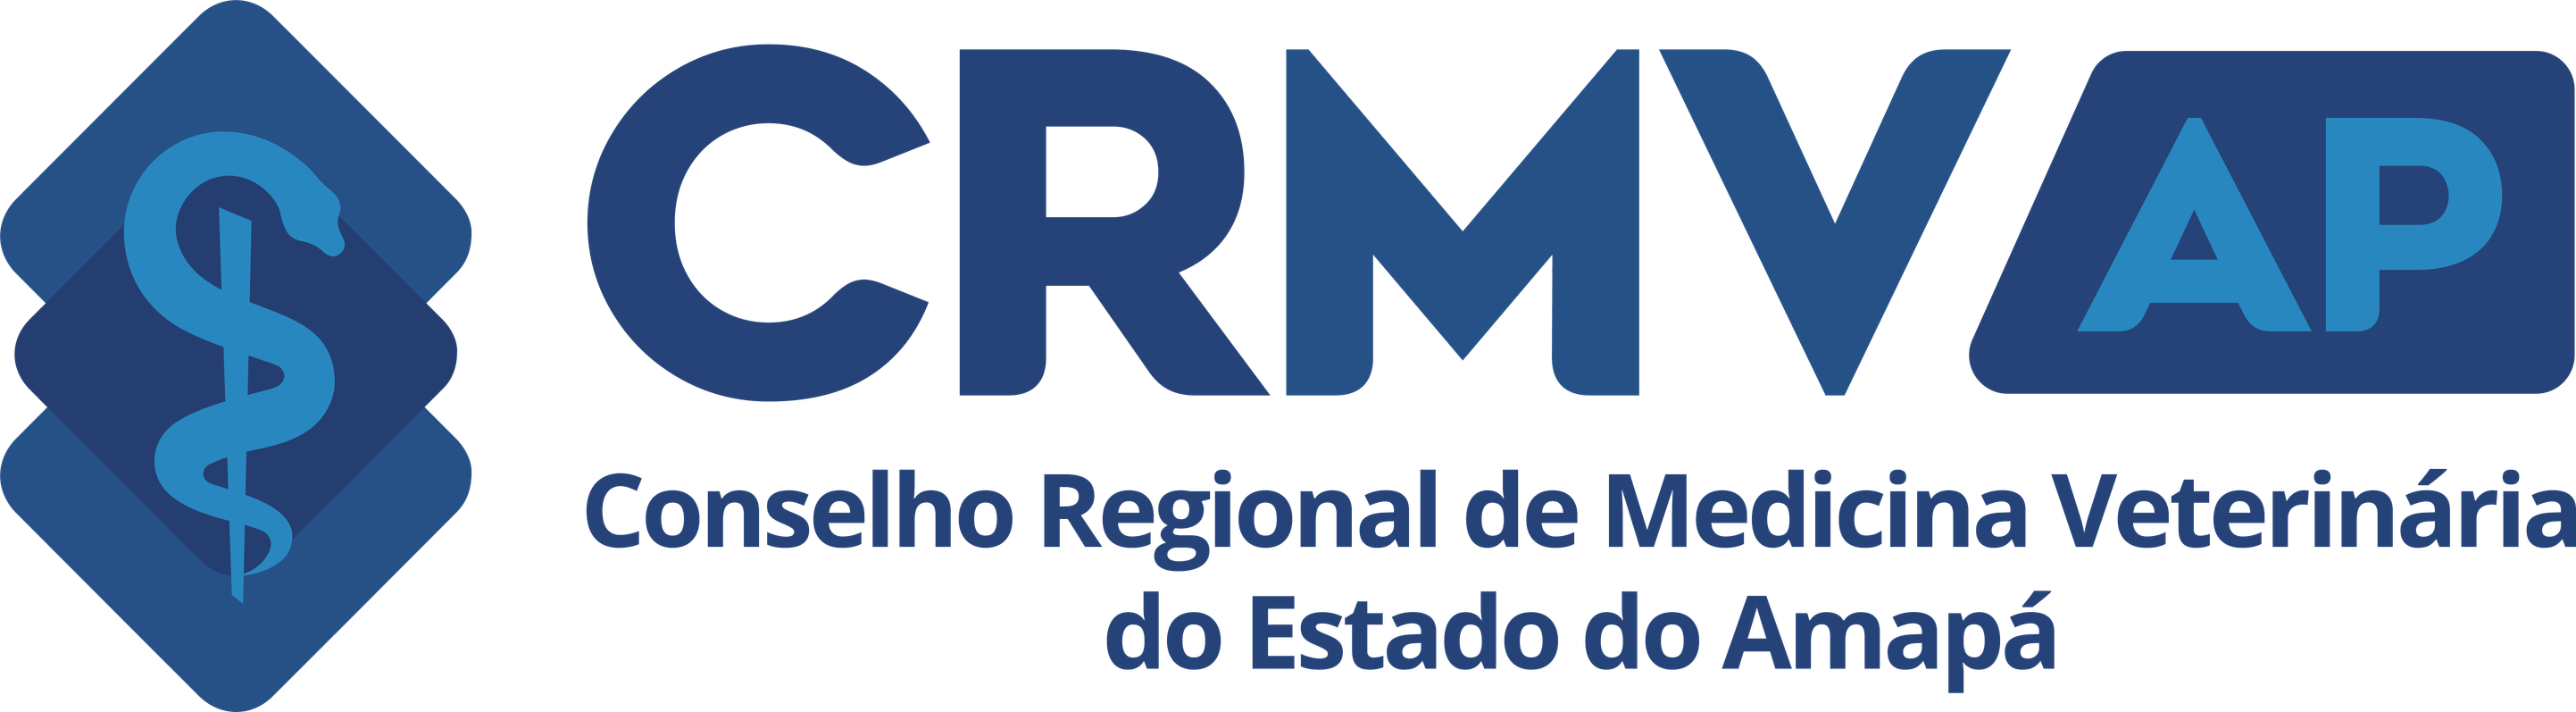 CRMV AP
Conselho Regional de Medicina Veterinária
do Estado do Amapá